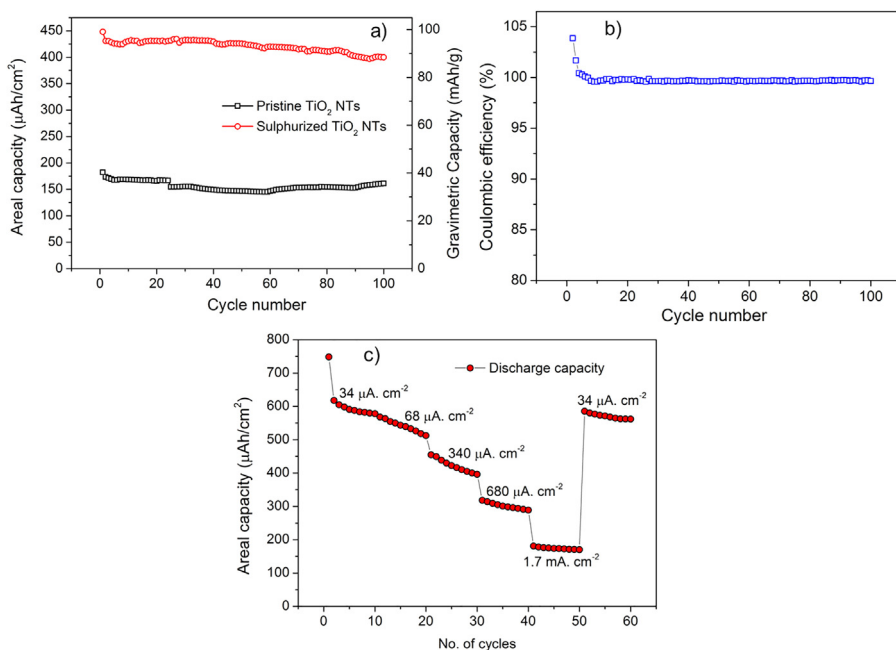 a)
450
400
350
300
250
200
150
100
50
0
Areal capacity (μAh/cm²)
100
80
60
40
20
0
Gravimetric Capacity (mAh/g)
Pristine TiO₂ NTs
Sulphurized TiO₂ NTs
0 20 40 60 80 100
Cycle number
b)
105
100
95
90
85
80
Coulombic efficiency (%)
0 20 40 60 80 100
Cycle number
c)
800
700
600
500
400
300
200
100
0
Areal capacity (μAh/cm²)
Discharge capacity
34 μA. cm⁻²
68 μA. cm⁻²
340 μA. cm⁻²
680 μA. cm⁻²
1.7 mA. cm⁻²
34 μA. cm⁻²
0 10 20 30 40 50 60
No. of cycles